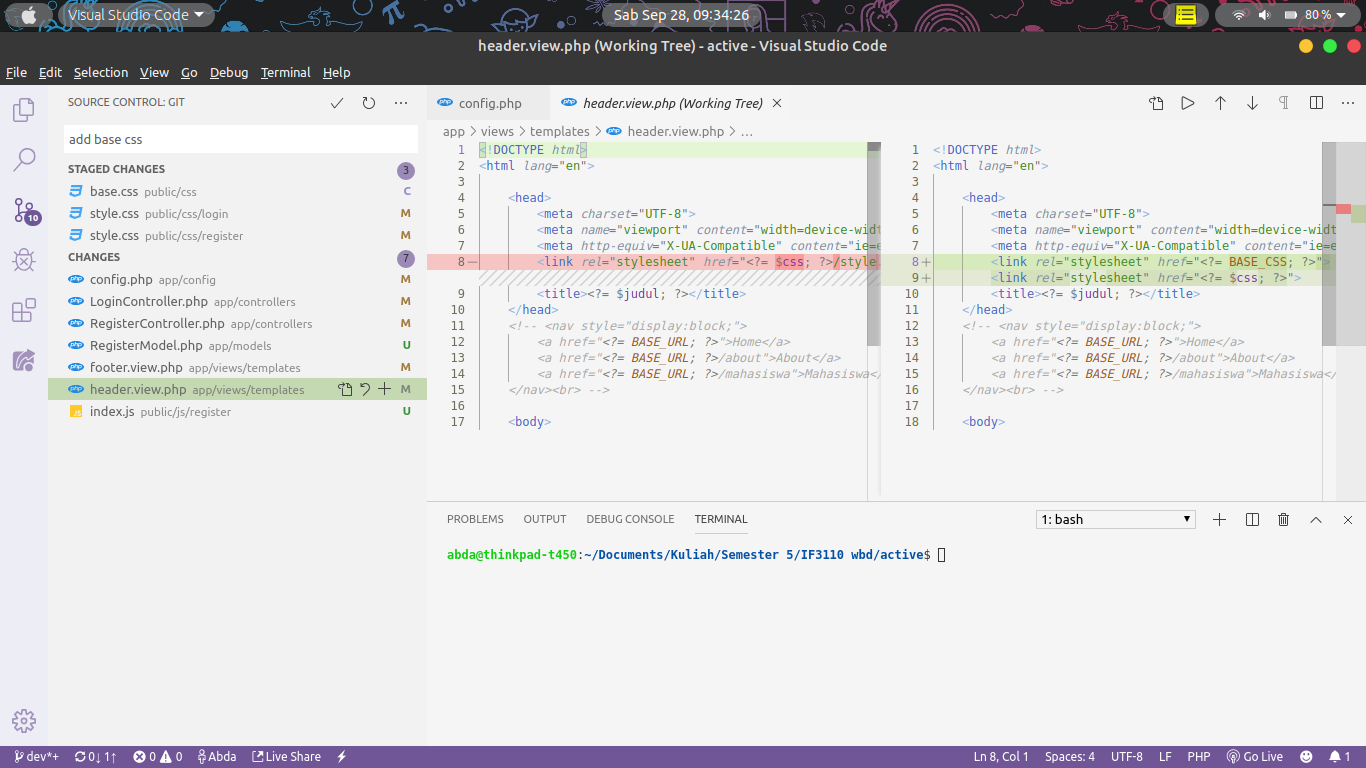 Visual Studio Code
Sab Sep 28, 09:34:26
80 %
header.view.php (Working Tree) - active - Visual Studio Code
File Edit Selection View Go Debug Terminal Help
SOURCE CONTROL: GIT
add base css
STAGED CHANGES 3
base.css public/css C
style.css public/css/login M
style.css public/css/register M
CHANGES 7
config.php app/config M
LoginController.php app/controllers M
RegisterController.php app/controllers M
RegisterModel.php app/models U
footer.view.php app/views/templates M
header.view.php app/views/templates M
index.js public/js/register U
10
php config.php
php header.view.php (Working Tree)
app > views > templates > php header.view.php > …
1 <!DOCTYPE html>
2 <html lang="en">
3
4 <head>
5 <meta charset="UTF-8">
6 <meta name="viewport" content="width=device-widt
7 <meta http-equiv="X-UA-Compatible" content="ie=e
8− <link rel="stylesheet" href="<?= $css; ?>/style
9 <title><?= $judul; ?></title>
10 </head>
11 <!-- <nav style="display:block;">
12 <a href="<?= BASE_URL; ?>">Home</a>
13 <a href="<?= BASE_URL; ?>/about">About</a>
14 <a href="<?= BASE_URL; ?>/mahasiswa">Mahasiswa</
15 </nav><br> -->
16
17 <body>
1 <!DOCTYPE html>
2 <html lang="en">
3
4 <head>
5 <meta charset="UTF-8">
6 <meta name="viewport" content="width=device-widt
7 <meta http-equiv="X-UA-Compatible" content="ie=e
8+ <link rel="stylesheet" href="<?= BASE_CSS; ?>">
9+ <link rel="stylesheet" href="<?= $css; ?>">
10 <title><?= $judul; ?></title>
11 </head>
12 <!-- <nav style="display:block;">
13 <a href="<?= BASE_URL; ?>">Home</a>
14 <a href="<?= BASE_URL; ?>/about">About</a>
15 <a href="<?= BASE_URL; ?>/mahasiswa">Mahasiswa</
16 </nav><br> -->
17
18 <body>
PROBLEMS OUTPUT DEBUG CONSOLE TERMINAL
1: bash
abda@thinkpad-t450:~/Documents/Kuliah/Semester 5/IF3110 wbd/active$
dev*+ 0↓ 1↑ 0 0 Abda Live Share
Ln 8, Col 1 Spaces: 4 UTF-8 LF PHP Go Live 1